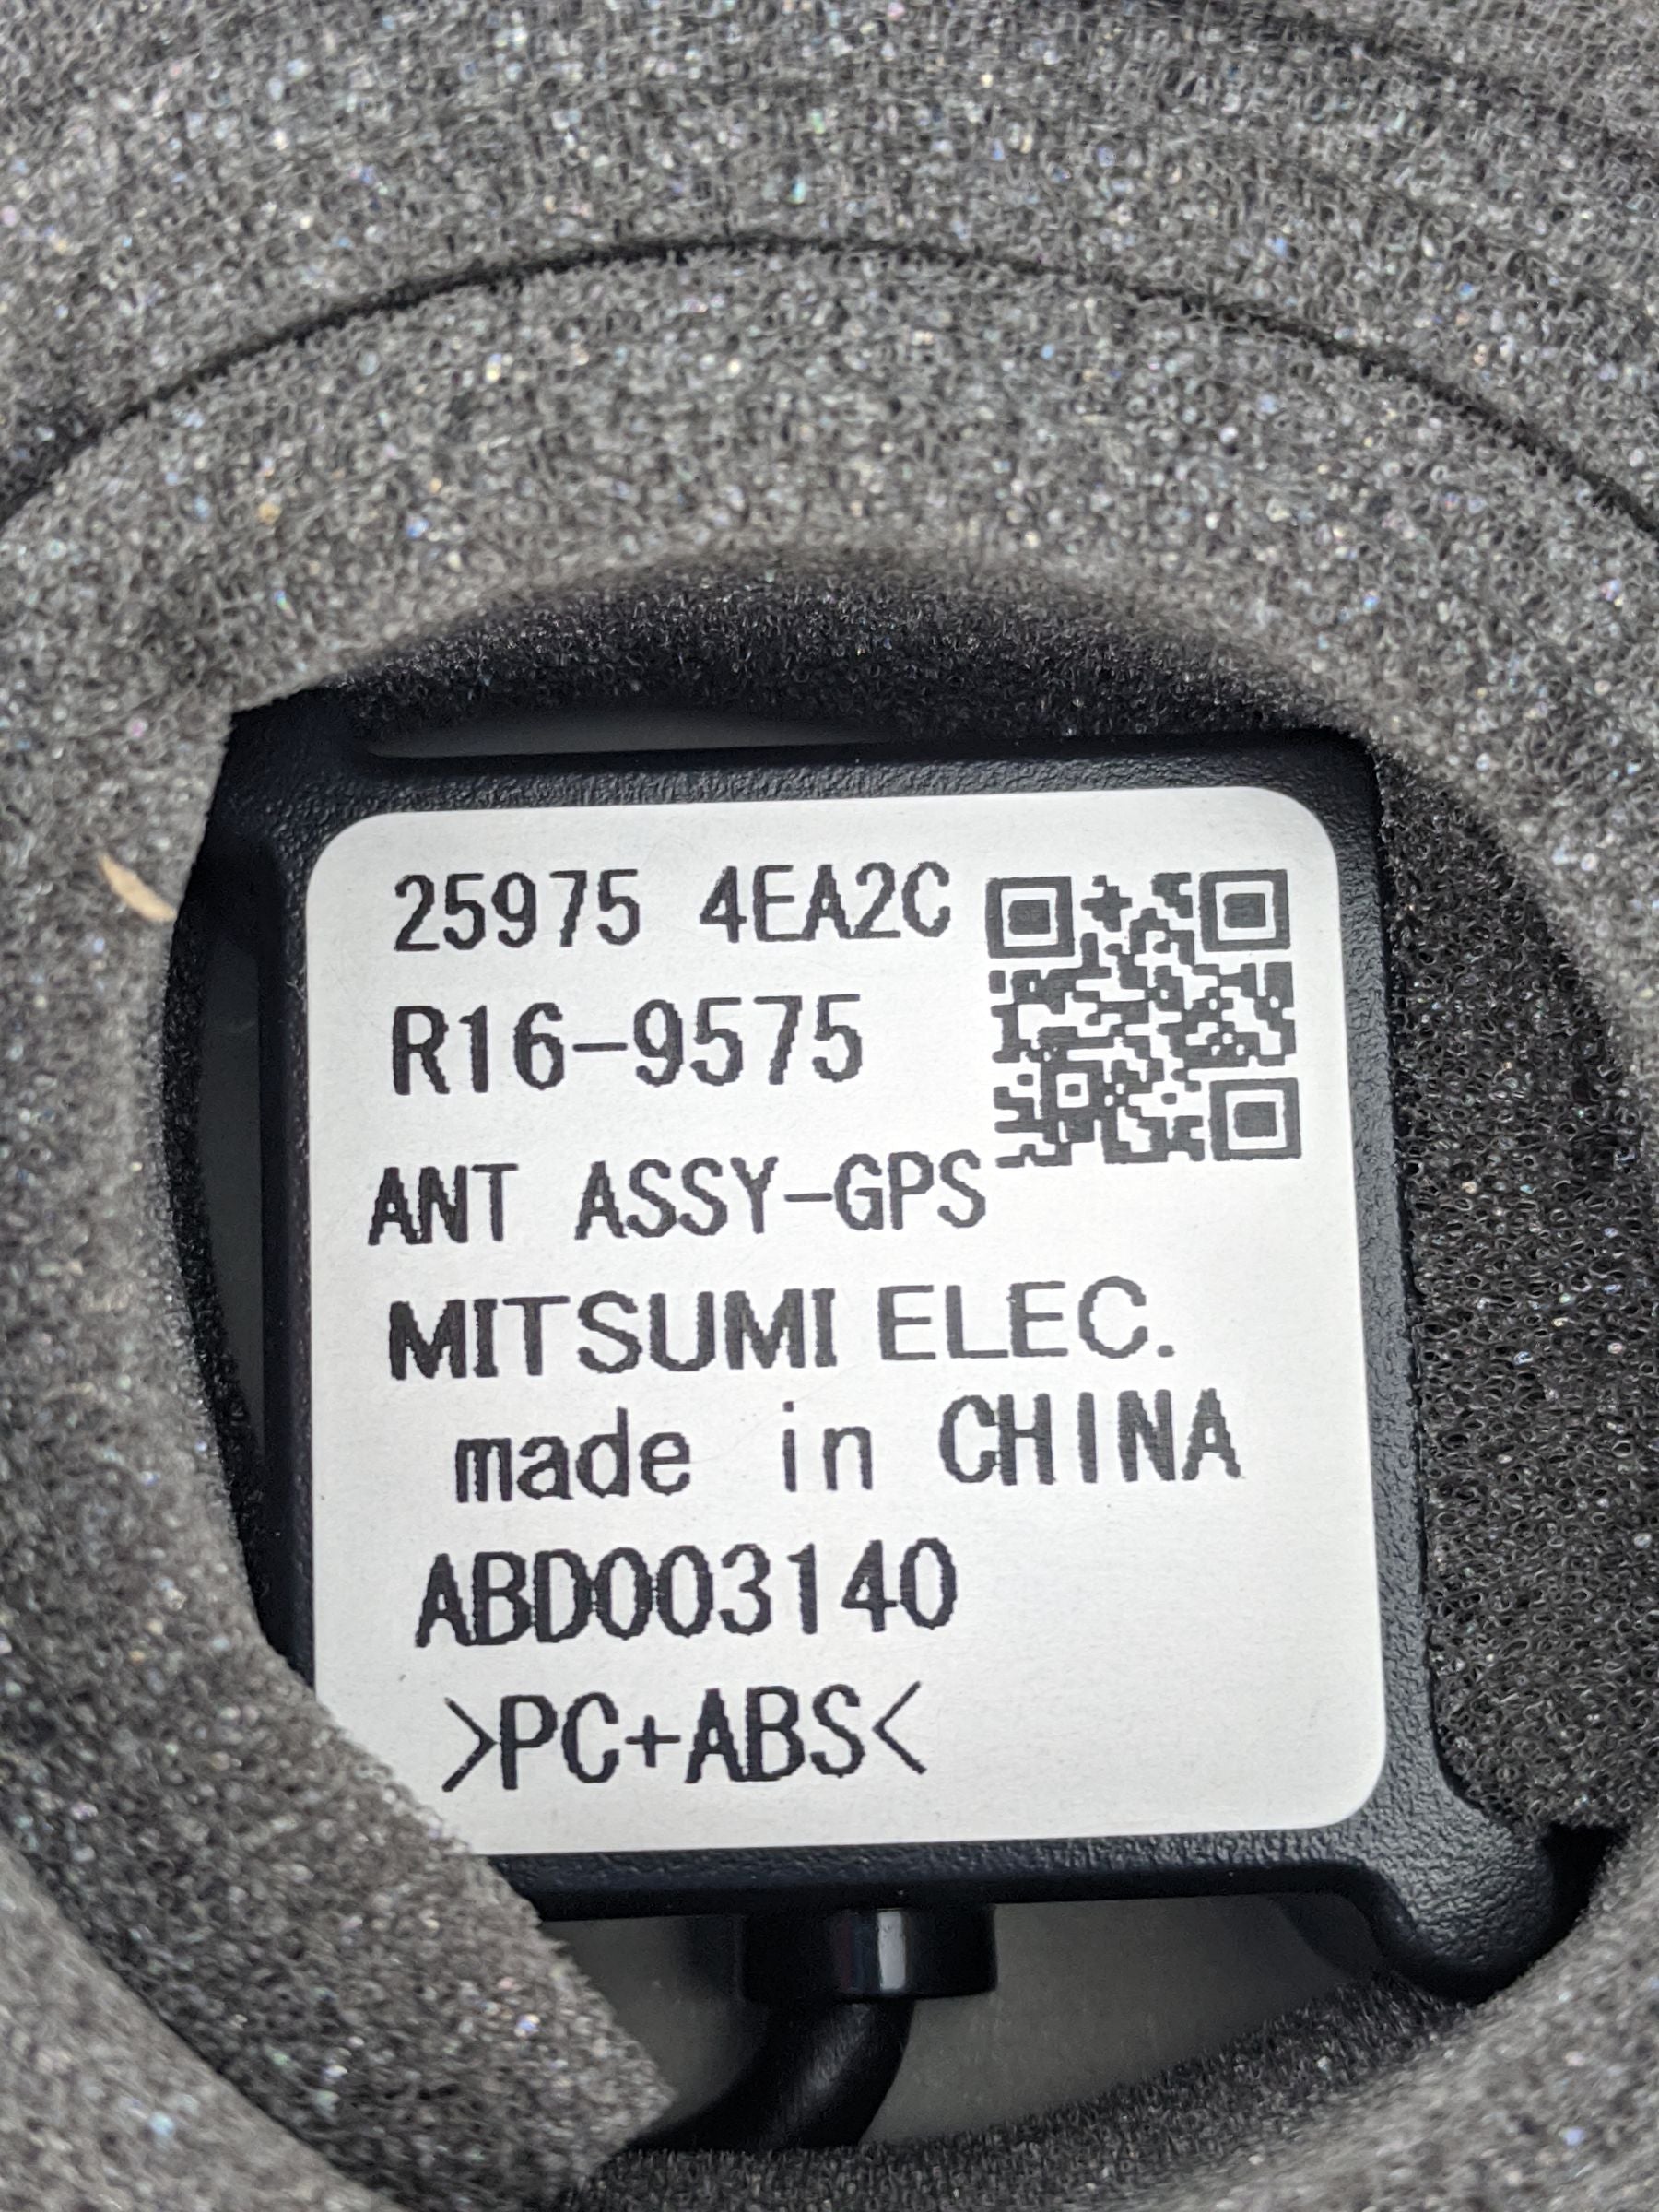 25975 4EA2C
R16-9575
ANT ASSY-GPS
MITSUMI ELEC.
made in CHINA
ABD003140
>PC+ABS<